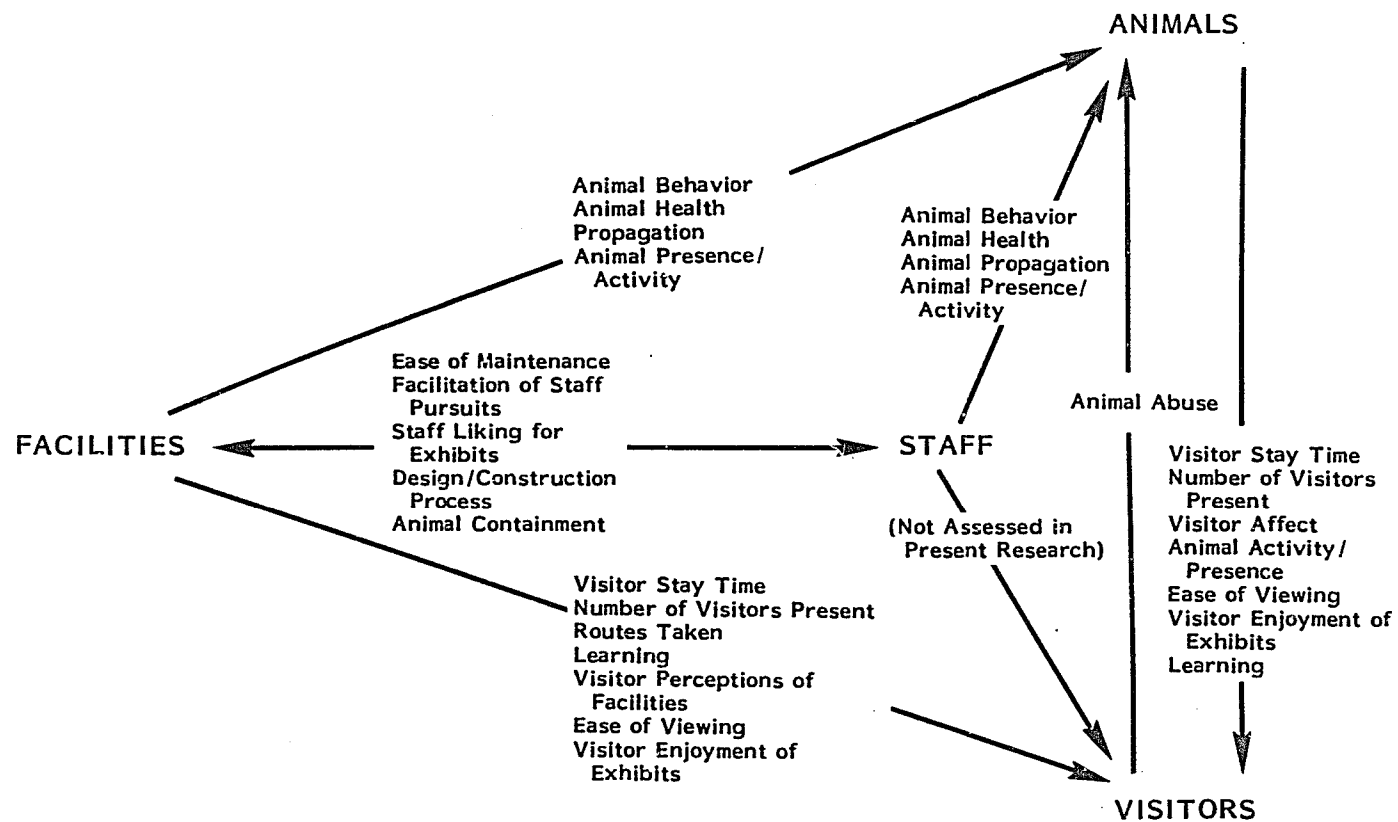 ANIMALS
Animal Behavior
Animal Health
Propagation
Animal Presence/
Activity
Animal Behavior
Animal Health
Animal Propagation
Animal Presence/
Activity
Ease of Maintenance
Facilitation of Staff
Pursuits
Staff Liking for
Exhibits
Design/Construction
Process
Animal Containment
FACILITIES
STAFF
Animal Abuse
(Not Assessed in
Present Research)
Visitor Stay Time
Number of Visitors
Present
Visitor Affect
Animal Activity/
Presence
Ease of Viewing
Visitor Enjoyment of
Exhibits
Learning
Visitor Stay Time
Number of Visitors Present
Routes Taken
Learning
Visitor Perceptions of
Facilities
Ease of Viewing
Visitor Enjoyment of
Exhibits
VISITORS